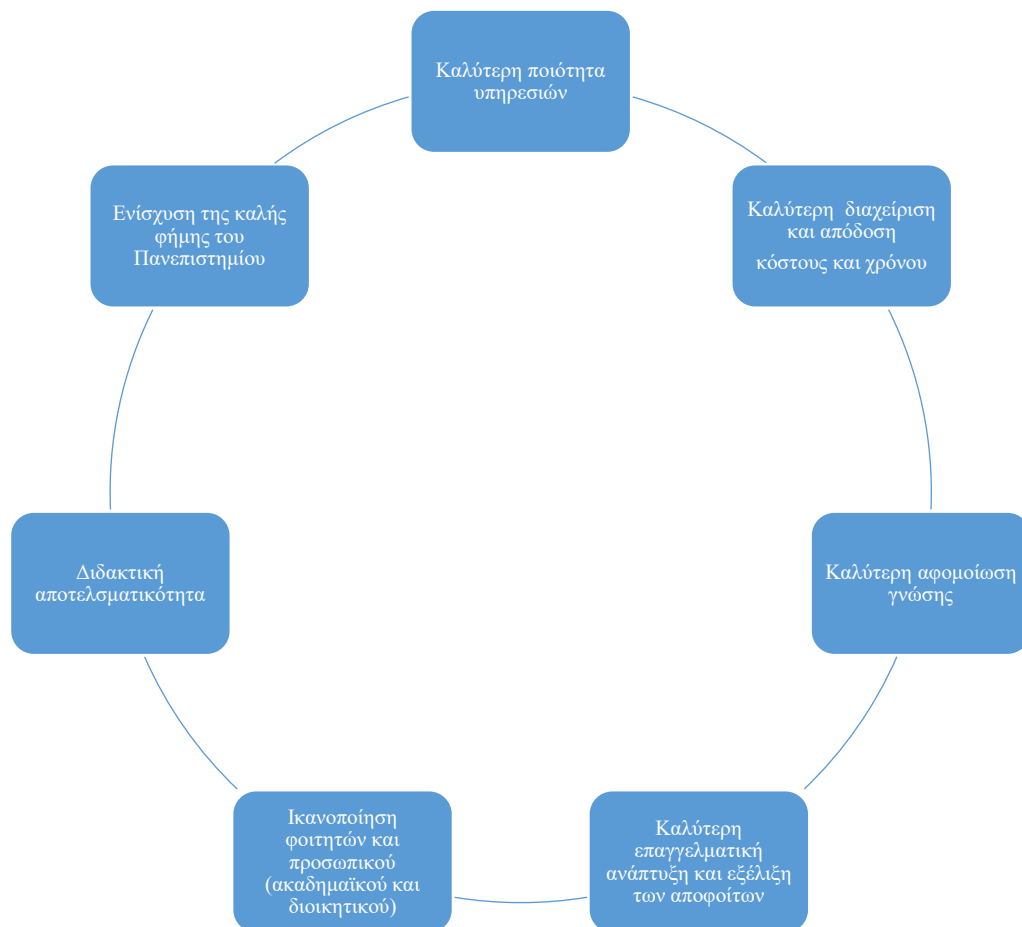 Καλύτερη ποιότητα
υπηρεσιών
Καλύτερη διαχείριση
και απόδοση
κόστους και χρόνου
Καλύτερη αφομοίωση
γνώσης
Καλύτερη
επαγγελματική
ανάπτυξη και εξέλιξη
των αποφοίτων
Ικανοποίηση
φοιτητών και
προσωπικού
(ακαδημαϊκού και
διοικητικού)
Διδακτική
αποτελσματικότητα
Ενίσχυση της καλής
φήμης του
Πανεπιστημίου